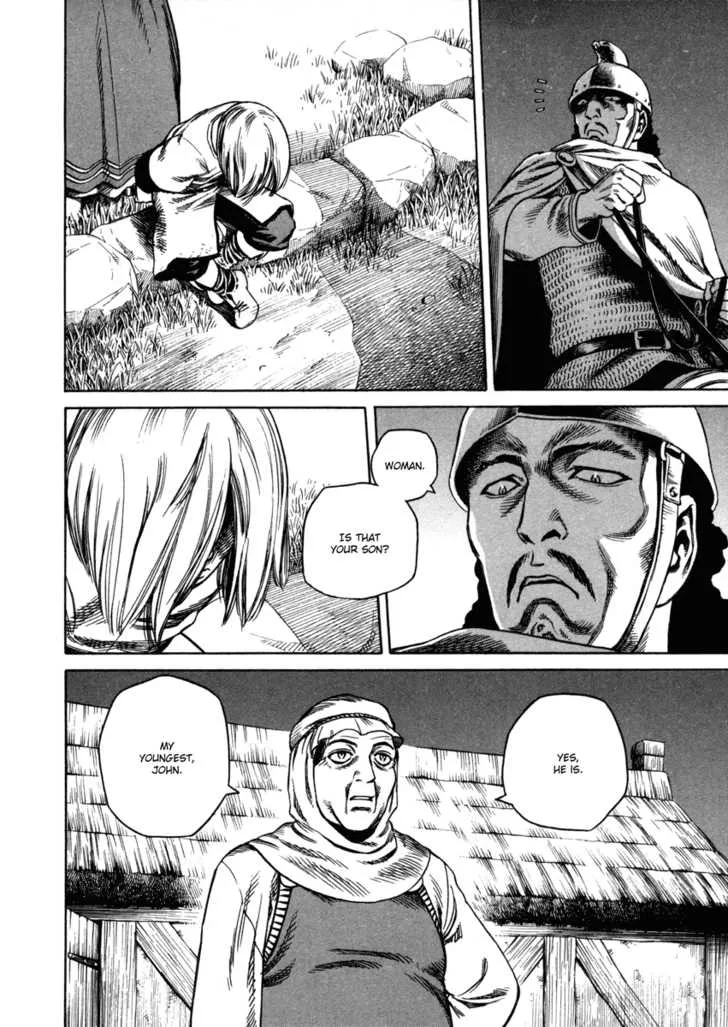 WOMAN.
IS THAT
YOUR SON?
YES,
HE IS.
MY
YOUNGEST,
JOHN.